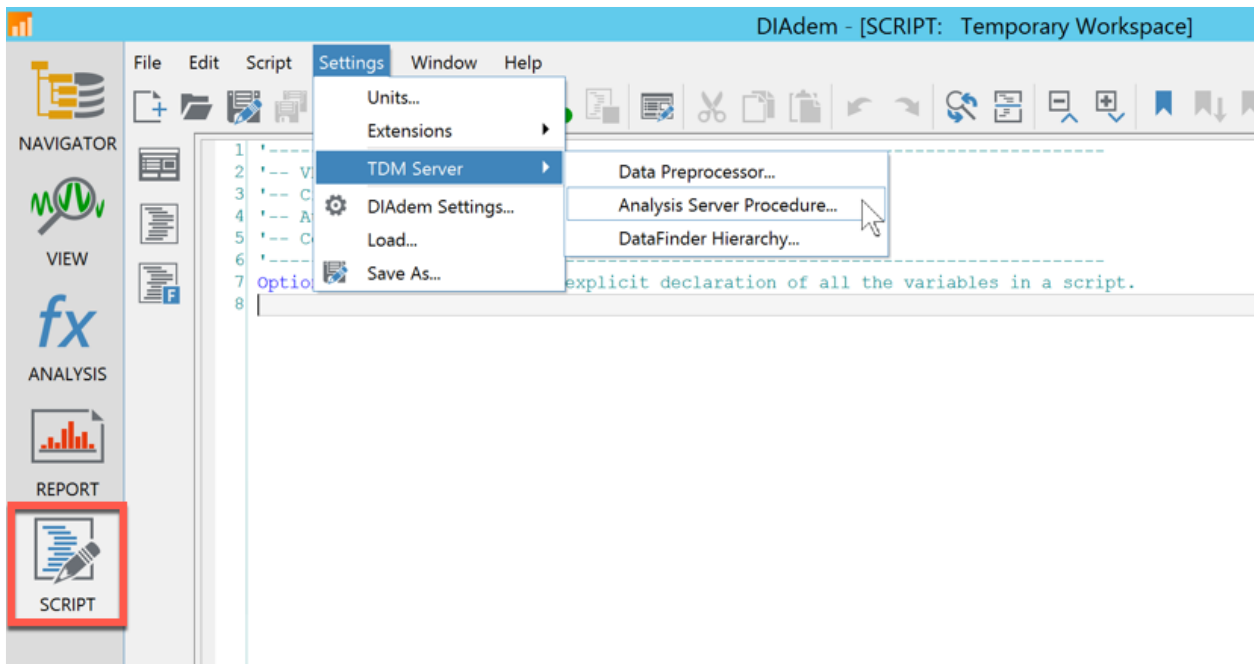 DIAdem - [SCRIPT: Temporary Workspace]
File Edit Script Settings Window Help
NAVIGATOR
VIEW
fx
ANALYSIS
REPORT
SCRIPT
Units...
Extensions
TDM Server
DIAdem Settings...
Load...
Save As...
Data Preprocessor...
Analysis Server Procedure...
DataFinder Hierarchy...
1 '----
2 '-- V
3 '-- C
4 '-- A
5 '-- C
6 '----
7 Optio explicit declaration of all the variables in a script.
8
F